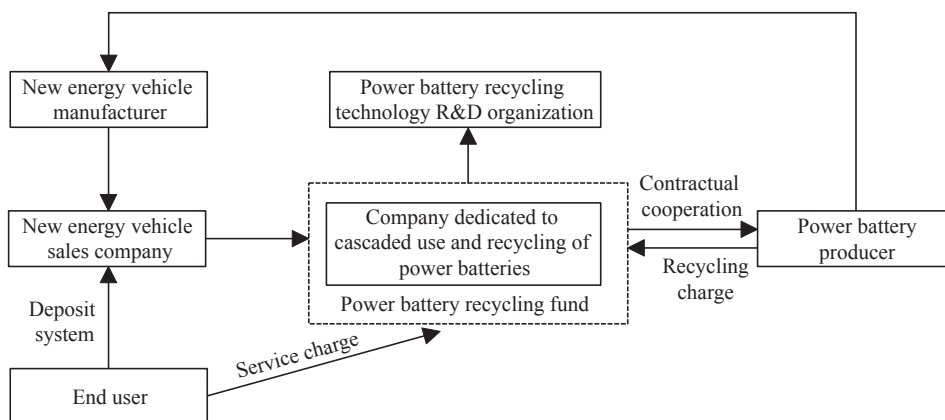 New energy vehicle
manufacturer
Power battery recycling
technology R&D organization
New energy vehicle
sales company
Company dedicated to
cascaded use and recycling of
power batteries
Power battery recycling fund
Contractual
cooperation
Recycling
charge
Power battery
producer
Deposit
system
Service charge
End user